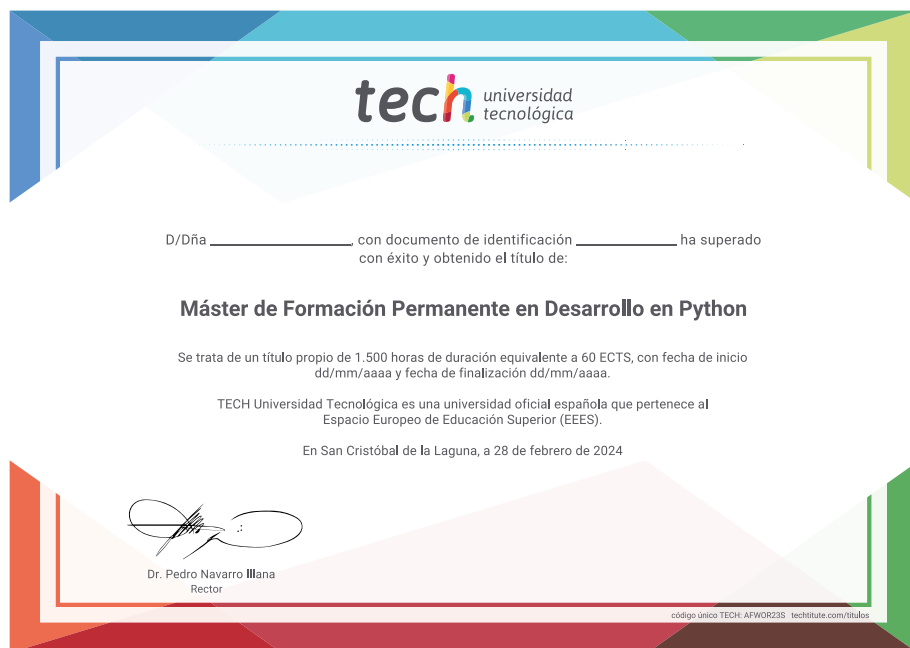 tech universidad
tecnológica
D/Dña ____________________, con documento de identificación ______________ ha superado
con éxito y obtenido el título de:
Máster de Formación Permanente en Desarrollo en Python
Se trata de un título propio de 1.500 horas de duración equivalente a 60 ECTS, con fecha de inicio
dd/mm/aaaa y fecha de finalización dd/mm/aaaa.
TECH Universidad Tecnológica es una universidad oficial española que pertenece al
Espacio Europeo de Educación Superior (EEES).
En San Cristóbal de la Laguna, a 28 de febrero de 2024
Dr. Pedro Navarro Illana
Rector
código único TECH: AFWOR23S techtitute.com/titulos